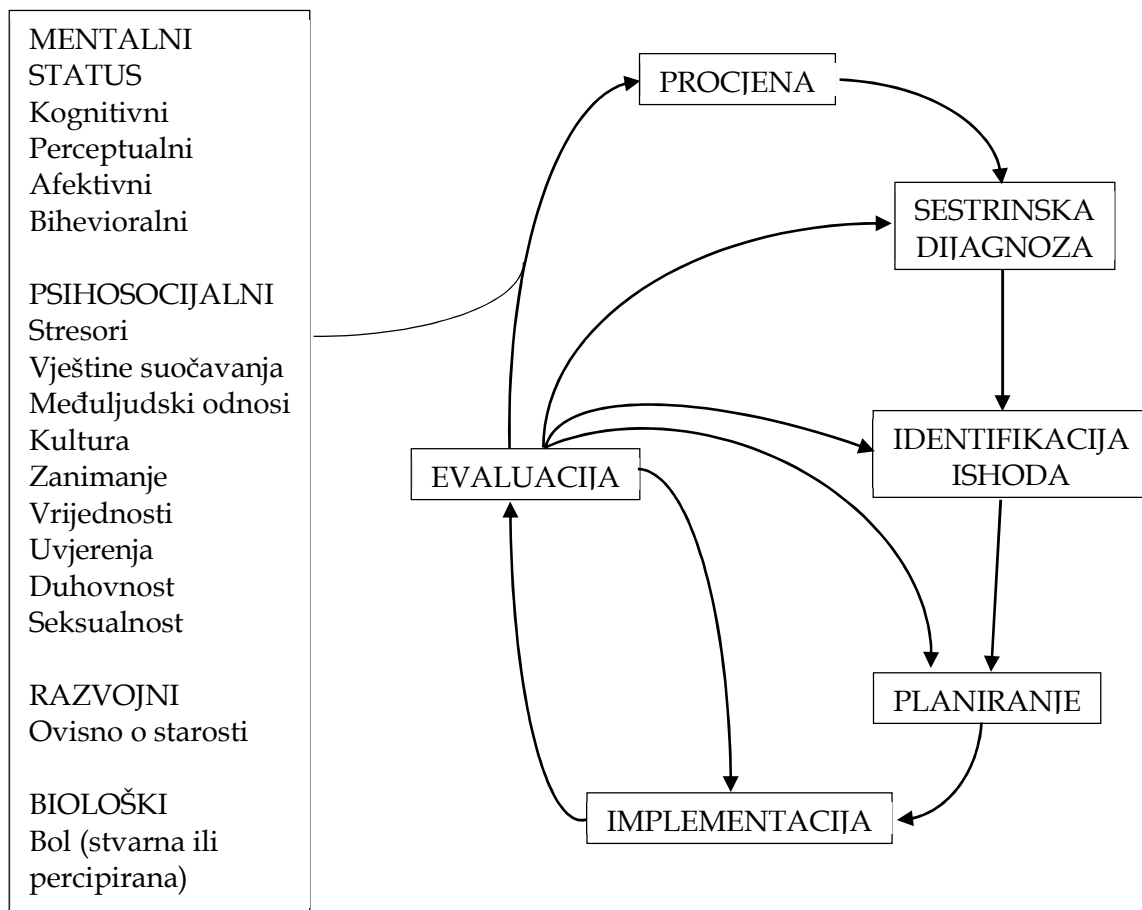 MENTALNI
STATUS
Kognitivni
Perceptualni
Afektivni
Bihevioralni
PSIHOSOCIJALNI
Stresori
Vještine suočavanja
Međuljudski odnosi
Kultura
Zanimanje
Vrijednosti
Uvjerenja
Duhovnost
Seksualnost
RAZVOJNI
Ovisno o starosti
BIOLOŠKI
Bol (stvarna ili
percipirana)
PROCJENA
SESTRINSKA
DIJAGNOZA
IDENTIFIKACIJA
ISHODA
EVALUACIJA
PLANIRANJE
IMPLEMENTACIJA